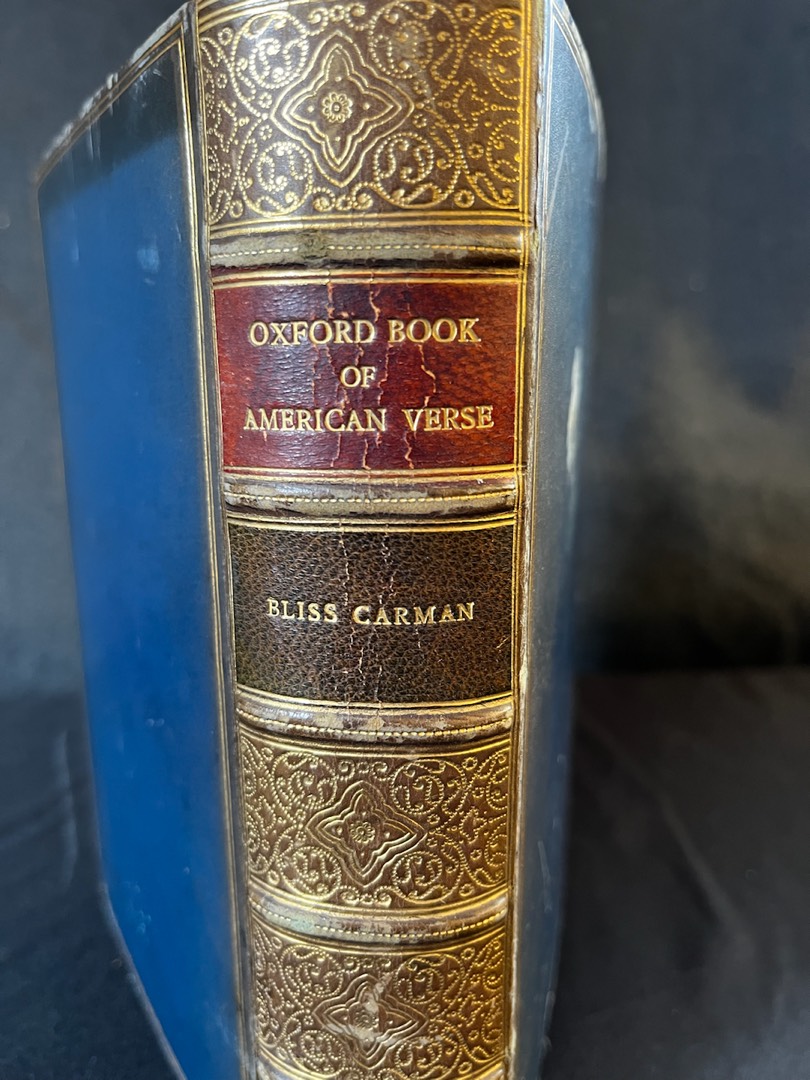 OXFORD BOOK
OF
AMERICAN VERSE
BLISS CARMAN